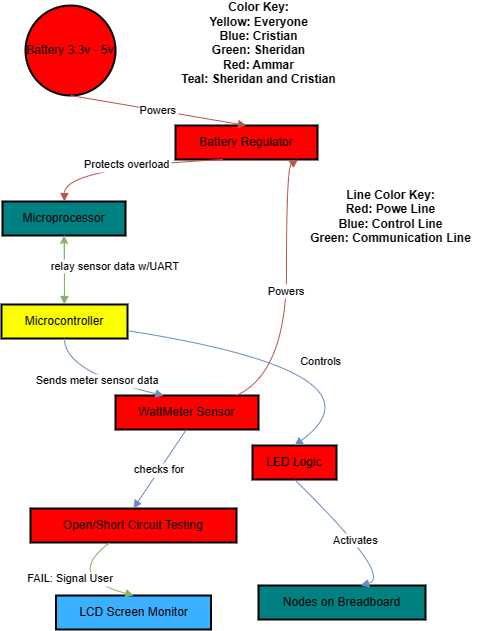 Color Key:
Yellow: Everyone
Blue: Cristian
Green: Sheridan
Red: Ammar
Teal: Sheridan and Cristian
Battery 3.3v - 5v
Powers
Battery Regulator
Protects overload
Line Color Key:
Red: Powe Line
Blue: Control Line
Green: Communication Line
Microprocessor
relay sensor data w/UART
Powers
Microcontroller
Controls
Sends meter sensor data
WattMeter Sensor
LED Logic
checks for
Open/Short Circuit Testing
Activates
FAIL: Signal User
LCD Screen Monitor
Nodes on Breadboard